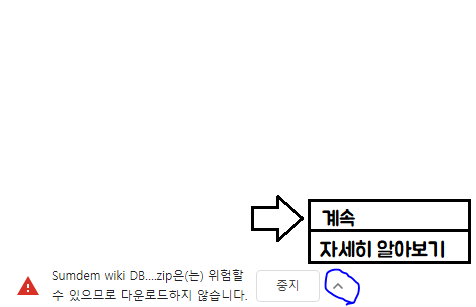 계속
자세히 알아보기
Sumdem wiki DB....zip은(는) 위험할
수 있으므로 다운로드하지 않습니다.
중지